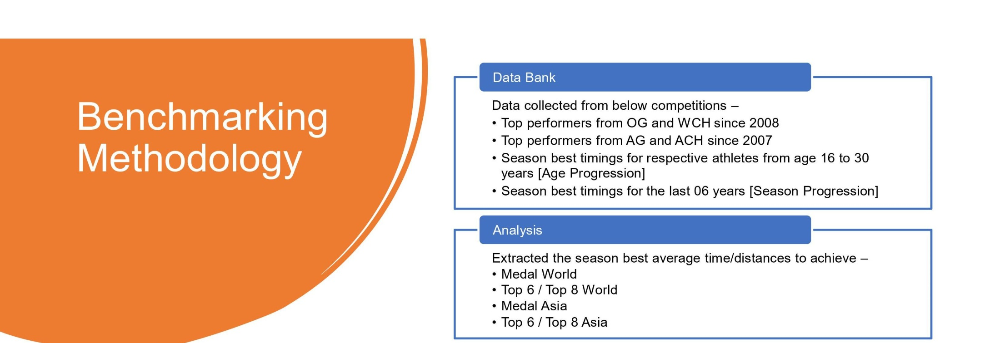 Benchmarking
Methodology
Data Bank
Data collected from below competitions –
• Top performers from OG and WCH since 2008
• Top performers from AG and ACH since 2007
• Season best timings for respective athletes from age 16 to 30
years [Age Progression]
• Season best timings for the last 06 years [Season Progression]
Analysis
Extracted the season best average time/distances to achieve –
• Medal World
• Top 6 / Top 8 World
• Medal Asia
• Top 6 / Top 8 Asia